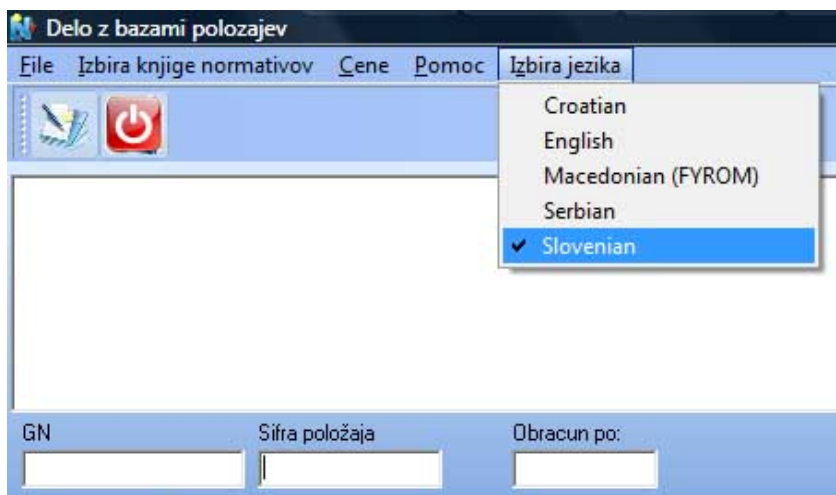 Delo z bazami polozajev
File Izbira knjige normativov Cene Pomoc Izbira jezika
Croatian
English
Macedonian (FYROM)
Serbian
Slovenian
GN Sifra položaja Obracun po: